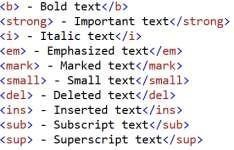 <b> - Bold text</b>
<strong> - Important text</strong>
<i> - Italic text</i>
<em> - Emphasized text</em>
<mark> - Marked text</mark>
<small> - Small text</small>
<del> - Deleted text</del>
<ins> - Inserted text</ins>
<sub> - Subscript text</sub>
<sup> - Superscript text</sup>